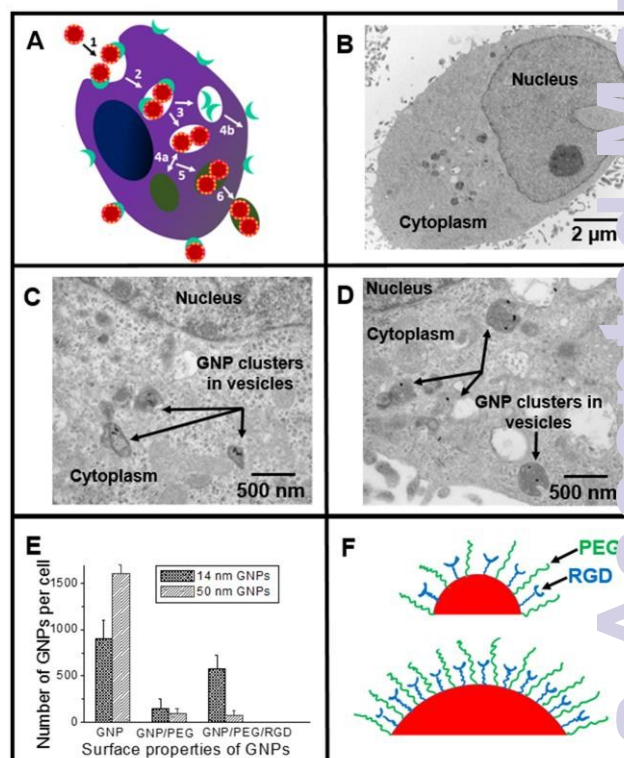 A
1
2
3
4b
4a
5
6
B
Nucleus
Cytoplasm
2 µm
C
Nucleus
GNP clusters
in vesicles
Cytoplasm
500 nm
D
Nucleus
Cytoplasm
GNP clusters in
vesicles
500 nm
E
Number of GNPs per cell
1500
1000
500
0
14 nm GNPs
50 nm GNPs
GNP
GNP/PEG
GNP/PEG/RGD
Surface properties of GNPs
F
PEG
RGD